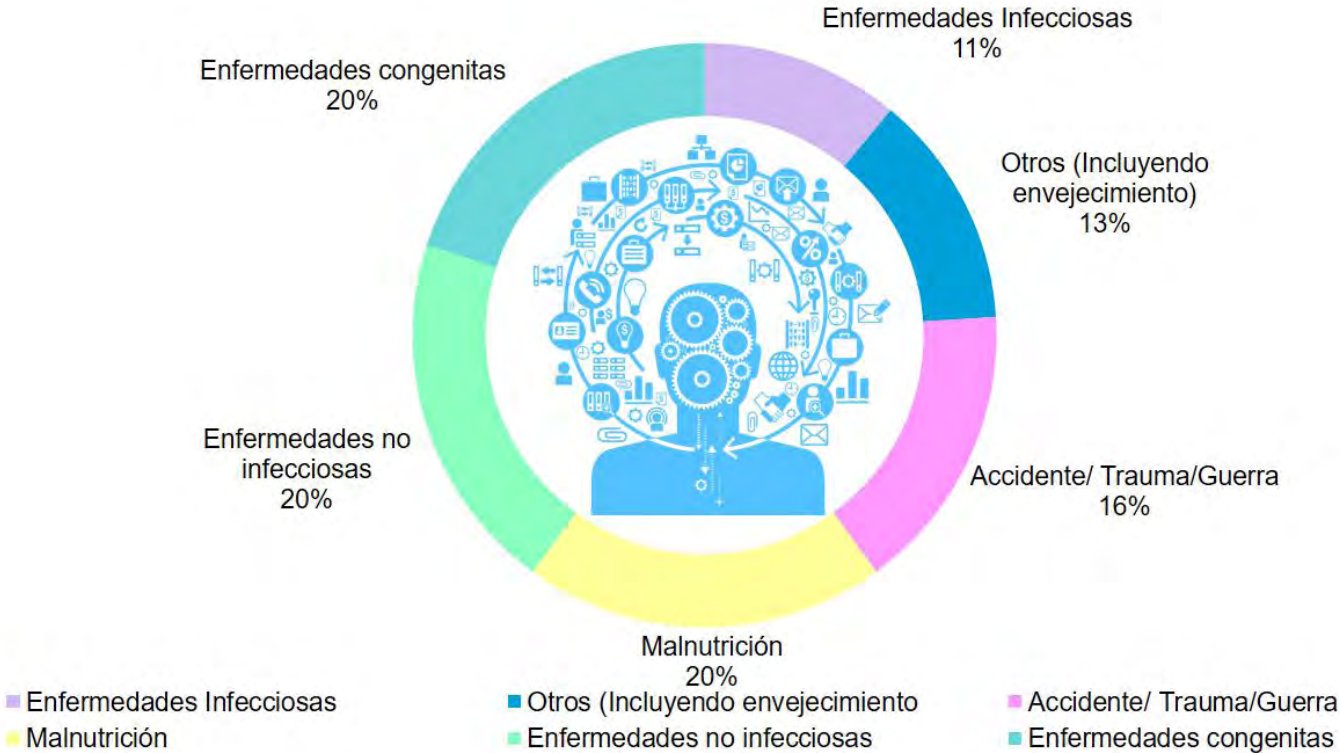 Enfermedades Infecciosas
11%
Enfermedades congenitas
20%
Otros (Incluyendo
envejecimiento)
13%
Enfermedades no
infecciosas
20%
Accidente/ Trauma/Guerra
16%
Malnutrición
20%
Enfermedades Infecciosas
Otros (Incluyendo envejecimiento
Accidente/ Trauma/Guerra
Malnutrición
Enfermedades no infecciosas
Enfermedades congenitas